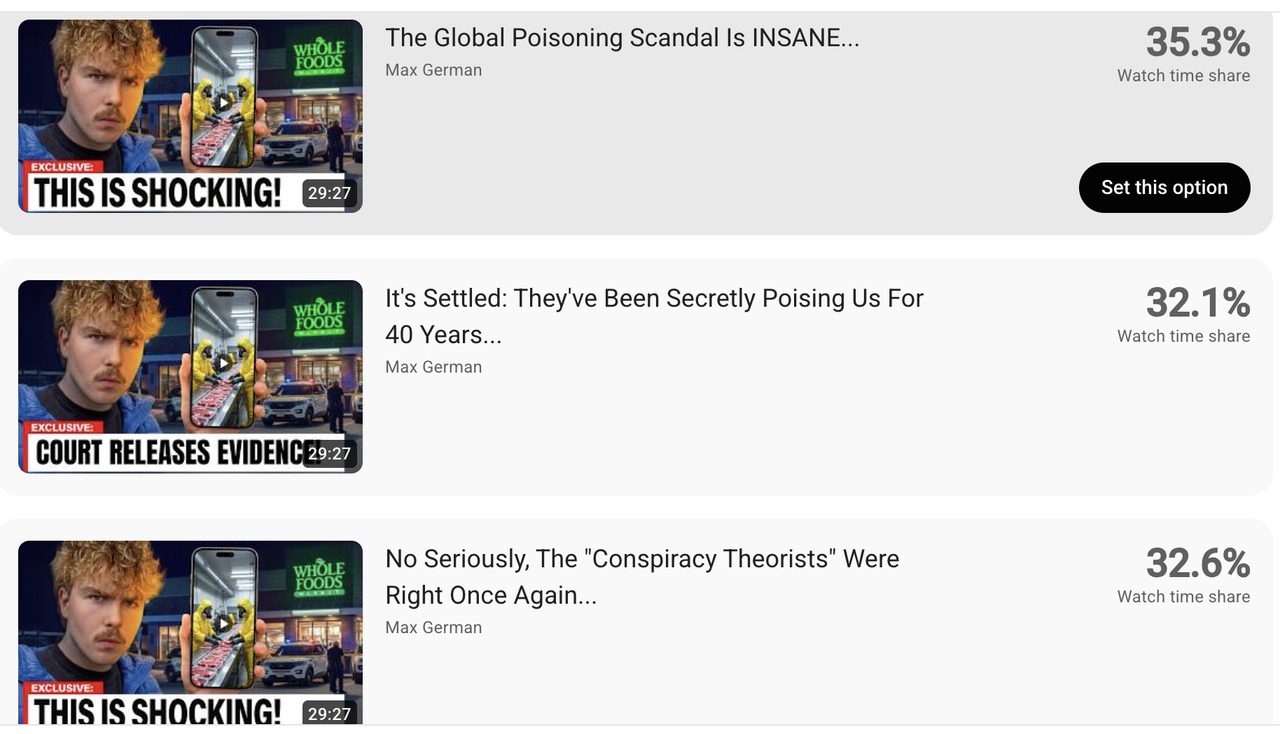 The Global Poisoning Scandal Is INSANE...
Max German
35.3%
Watch time share
Set this option
WHOLE
FOODS
MARKET
EXCLUSIVE:
THIS IS SHOCKING!
29:27
It's Settled: They've Been Secretly Poising Us For
40 Years...
Max German
32.1%
Watch time share
WHOLE
FOODS
MARKET
EXCLUSIVE:
COURT RELEASES EVIDENCE!
29:27
No Seriously, The "Conspiracy Theorists" Were
Right Once Again...
Max German
32.6%
Watch time share
WHOLE
FOODS
MARKET
EXCLUSIVE:
THIS IS SHOCKING!
29:27